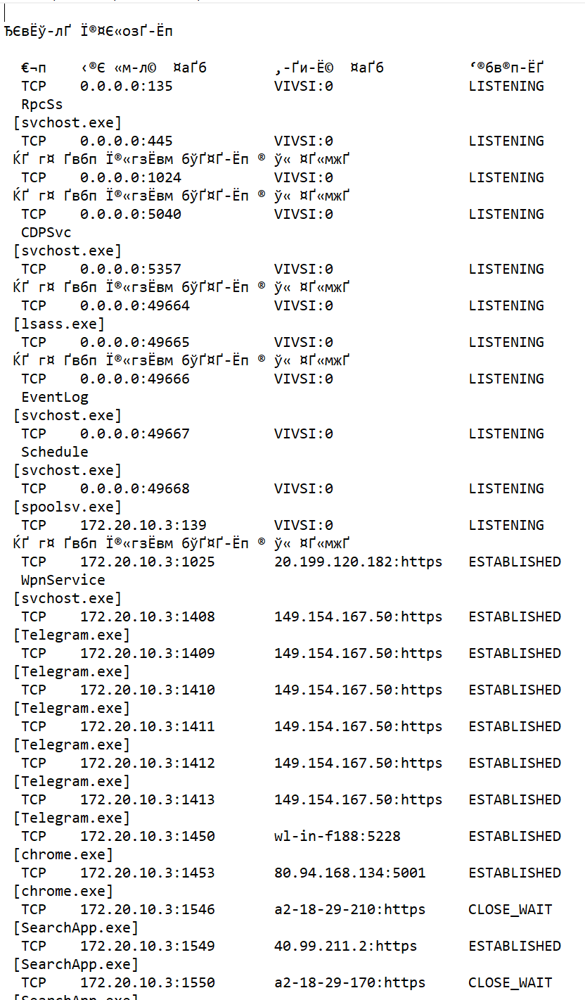 ЂЄвЁў-лҐ Ї®¤Є«озҐ-Ёп
€¬п ‹®Є «м-л© ¤аҐб ‚-Ґи-Ё© ¤аҐб ‘®бв®п-ЁҐ
TCP 0.0.0.0:135 VIVSI:0 LISTENING
RpcSs
[svchost.exe]
TCP 0.0.0.0:445 VIVSI:0 LISTENING
ЌҐ г¤ Ґвбп Ї®«гзЁвм бўҐ¤Ґ-Ёп ® ў« ¤Ґ«мжҐ
TCP 0.0.0.0:1024 VIVSI:0 LISTENING
ЌҐ г¤ Ґвбп Ї®«гзЁвм бўҐ¤Ґ-Ёп ® ў« ¤Ґ«мжҐ
TCP 0.0.0.0:5040 VIVSI:0 LISTENING
CDPSvc
[svchost.exe]
TCP 0.0.0.0:5357 VIVSI:0 LISTENING
ЌҐ г¤ Ґвбп Ї®«гзЁвм бўҐ¤Ґ-Ёп ® ў« ¤Ґ«мжҐ
TCP 0.0.0.0:49664 VIVSI:0 LISTENING
[lsass.exe]
TCP 0.0.0.0:49665 VIVSI:0 LISTENING
ЌҐ г¤ Ґвбп Ї®«гзЁвм бўҐ¤Ґ-Ёп ® ў« ¤Ґ«мжҐ
TCP 0.0.0.0:49666 VIVSI:0 LISTENING
EventLog
[svchost.exe]
TCP 0.0.0.0:49667 VIVSI:0 LISTENING
Schedule
[svchost.exe]
TCP 0.0.0.0:49668 VIVSI:0 LISTENING
[spoolsv.exe]
TCP 172.20.10.3:139 VIVSI:0 LISTENING
ЌҐ г¤ Ґвбп Ї®«гзЁвм бўҐ¤Ґ-Ёп ® ў« ¤Ґ«мжҐ
TCP 172.20.10.3:1025 20.199.120.182:https ESTABLISHED
WpnService
[svchost.exe]
TCP 172.20.10.3:1408 149.154.167.50:https ESTABLISHED
[Telegram.exe]
TCP 172.20.10.3:1409 149.154.167.50:https ESTABLISHED
[Telegram.exe]
TCP 172.20.10.3:1410 149.154.167.50:https ESTABLISHED
[Telegram.exe]
TCP 172.20.10.3:1411 149.154.167.50:https ESTABLISHED
[Telegram.exe]
TCP 172.20.10.3:1412 149.154.167.50:https ESTABLISHED
[Telegram.exe]
TCP 172.20.10.3:1413 149.154.167.50:https ESTABLISHED
[Telegram.exe]
TCP 172.20.10.3:1450 wl-in-f188:5228 ESTABLISHED
[chrome.exe]
TCP 172.20.10.3:1453 80.94.168.134:5001 ESTABLISHED
[chrome.exe]
TCP 172.20.10.3:1546 a2-18-29-210:https CLOSE_WAIT
[SearchApp.exe]
TCP 172.20.10.3:1549 40.99.211.2:https ESTABLISHED
[SearchApp.exe]
TCP 172.20.10.3:1550 a2-18-29-170:https CLOSE_WAIT
[SearchApp.exe]